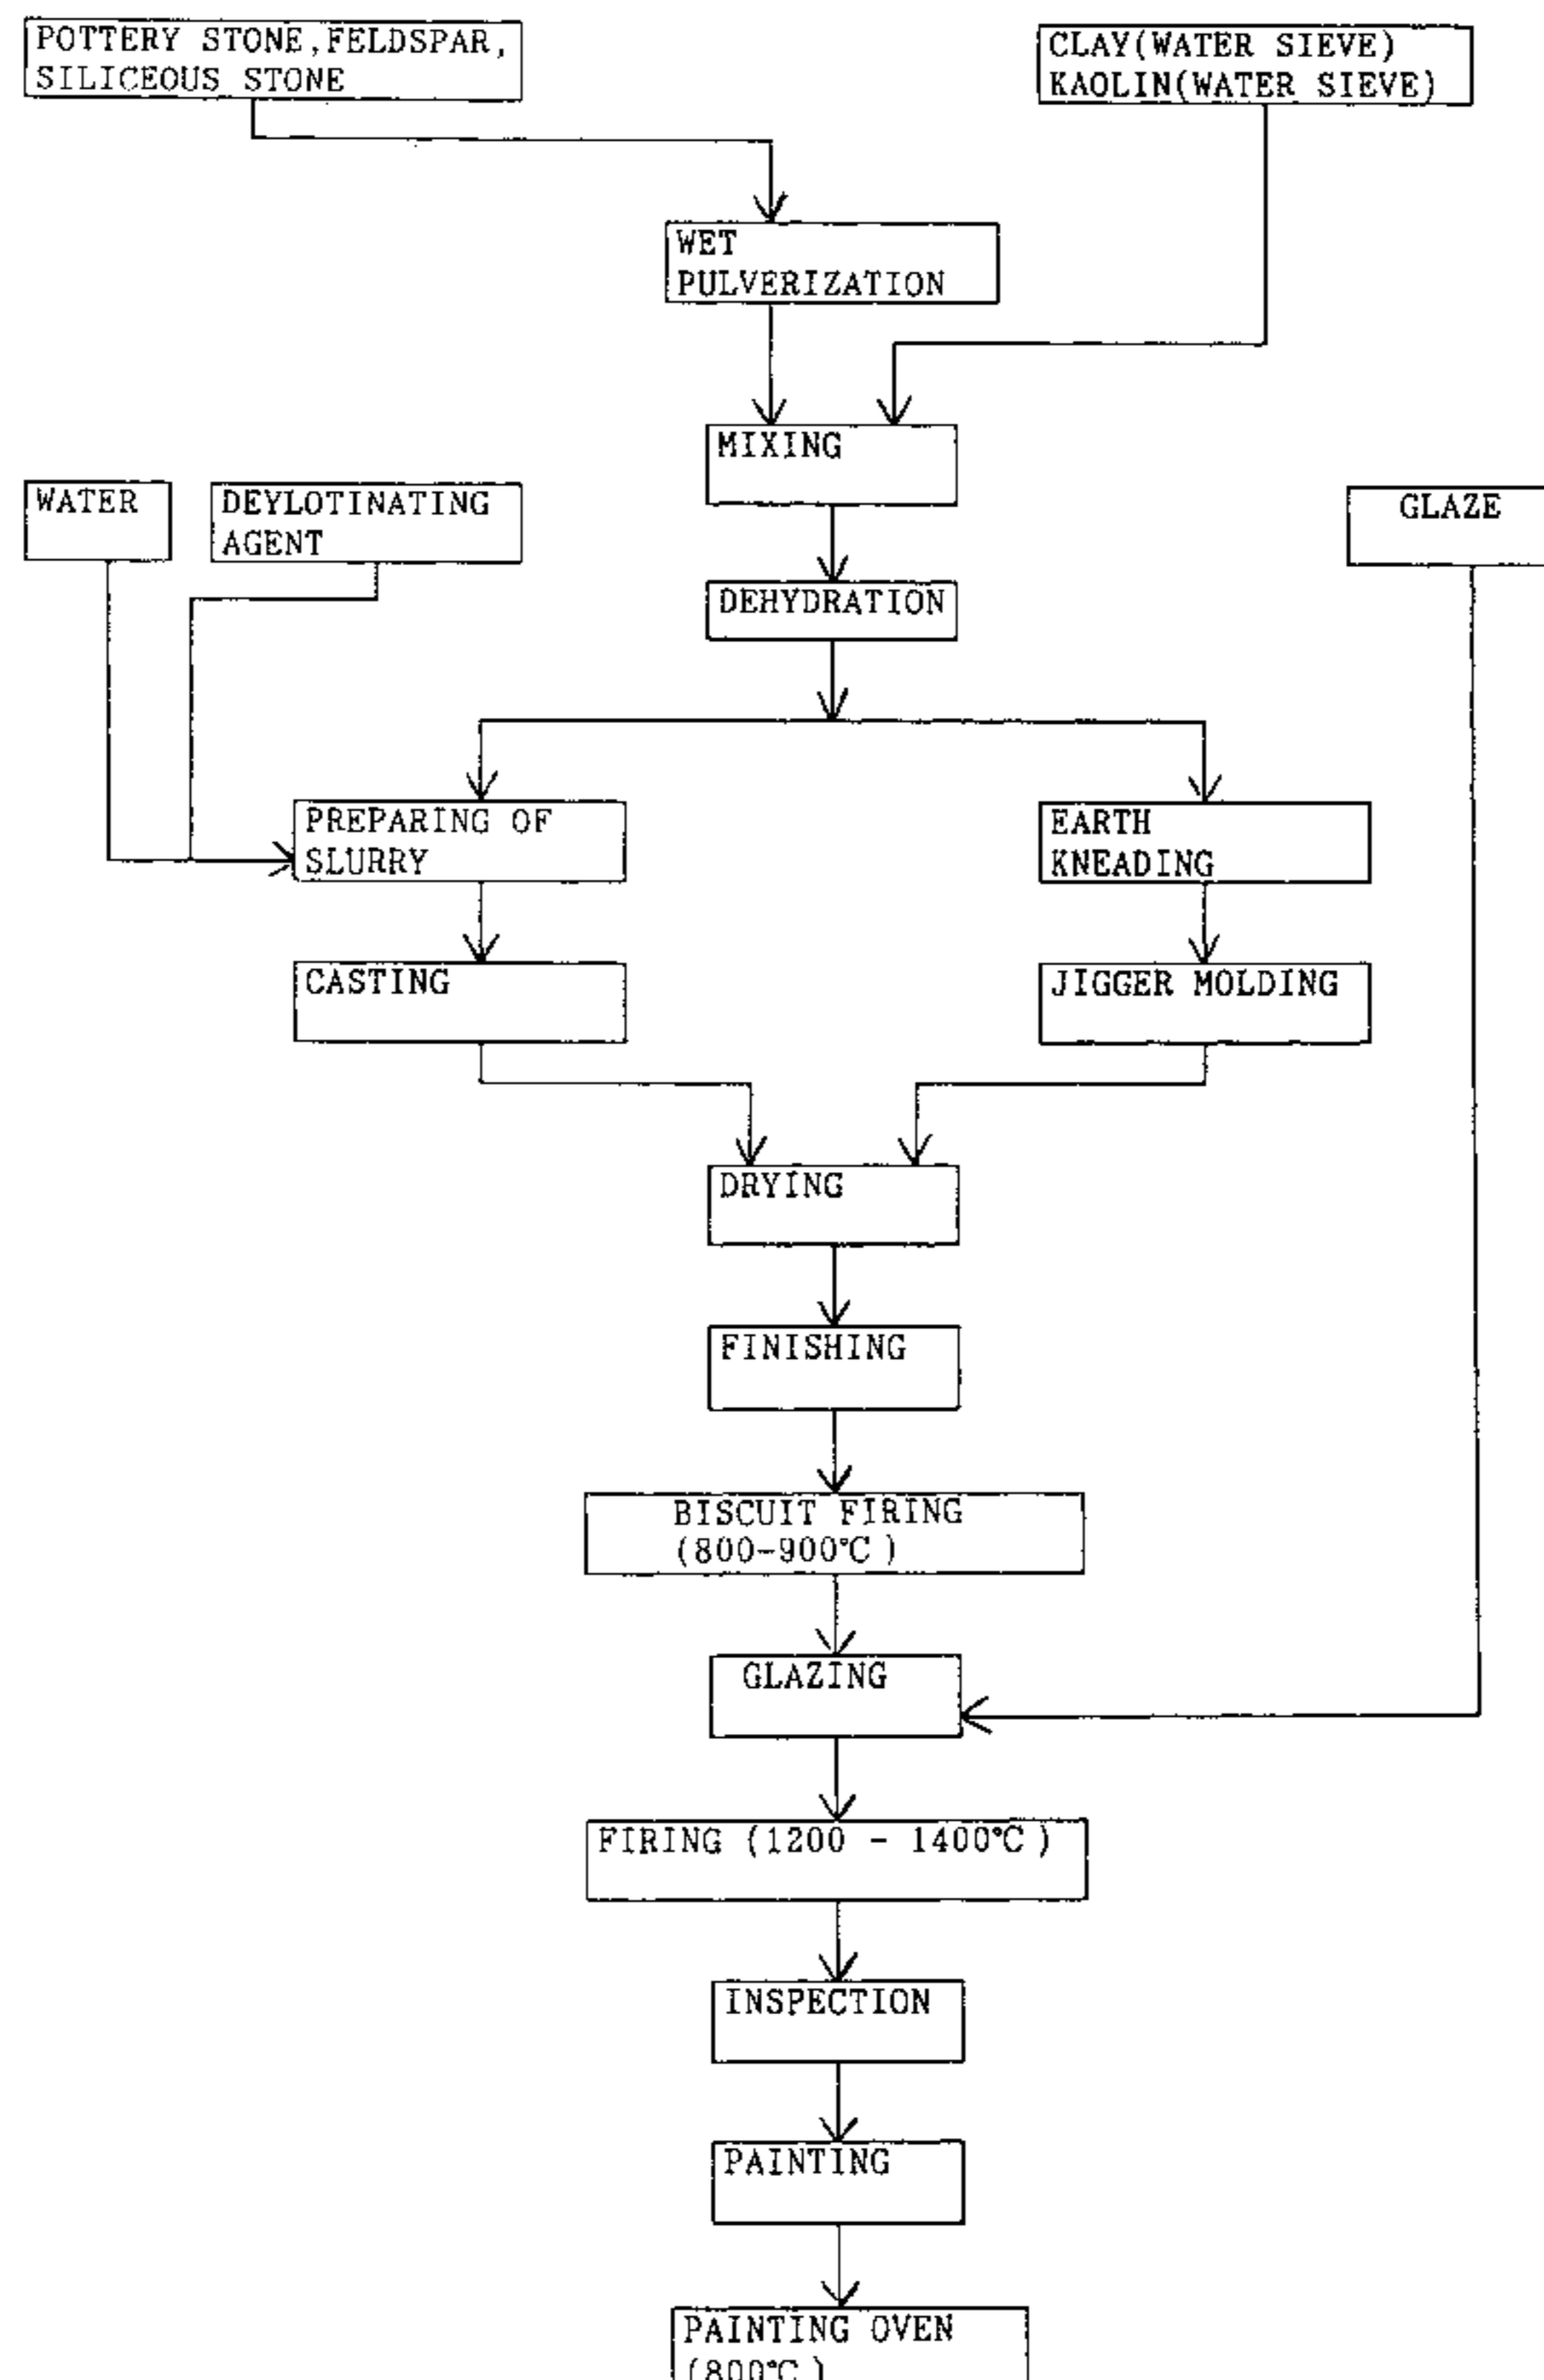 POTTERY STONE, FELDSPAR,
SILICEOUS STONE
CLAY(WATER SIEVE)
KAOLIN(WATER SIEVE)
WET
PULVERIZATION
MIXING
WATER
DEYLOTINATING
AGENT
GLAZE
DEHYDRATION
PREPARING OF
SLURRY
EARTH
KNEADING
CASTING
JIGGER MOLDING
DRYING
FINISHING
BISCUIT FIRING
(800-900℃)
GLAZING
FIRING (1200 - 1400℃)
INSPECTION
PAINTING
PAINTING OVEN
(800℃)